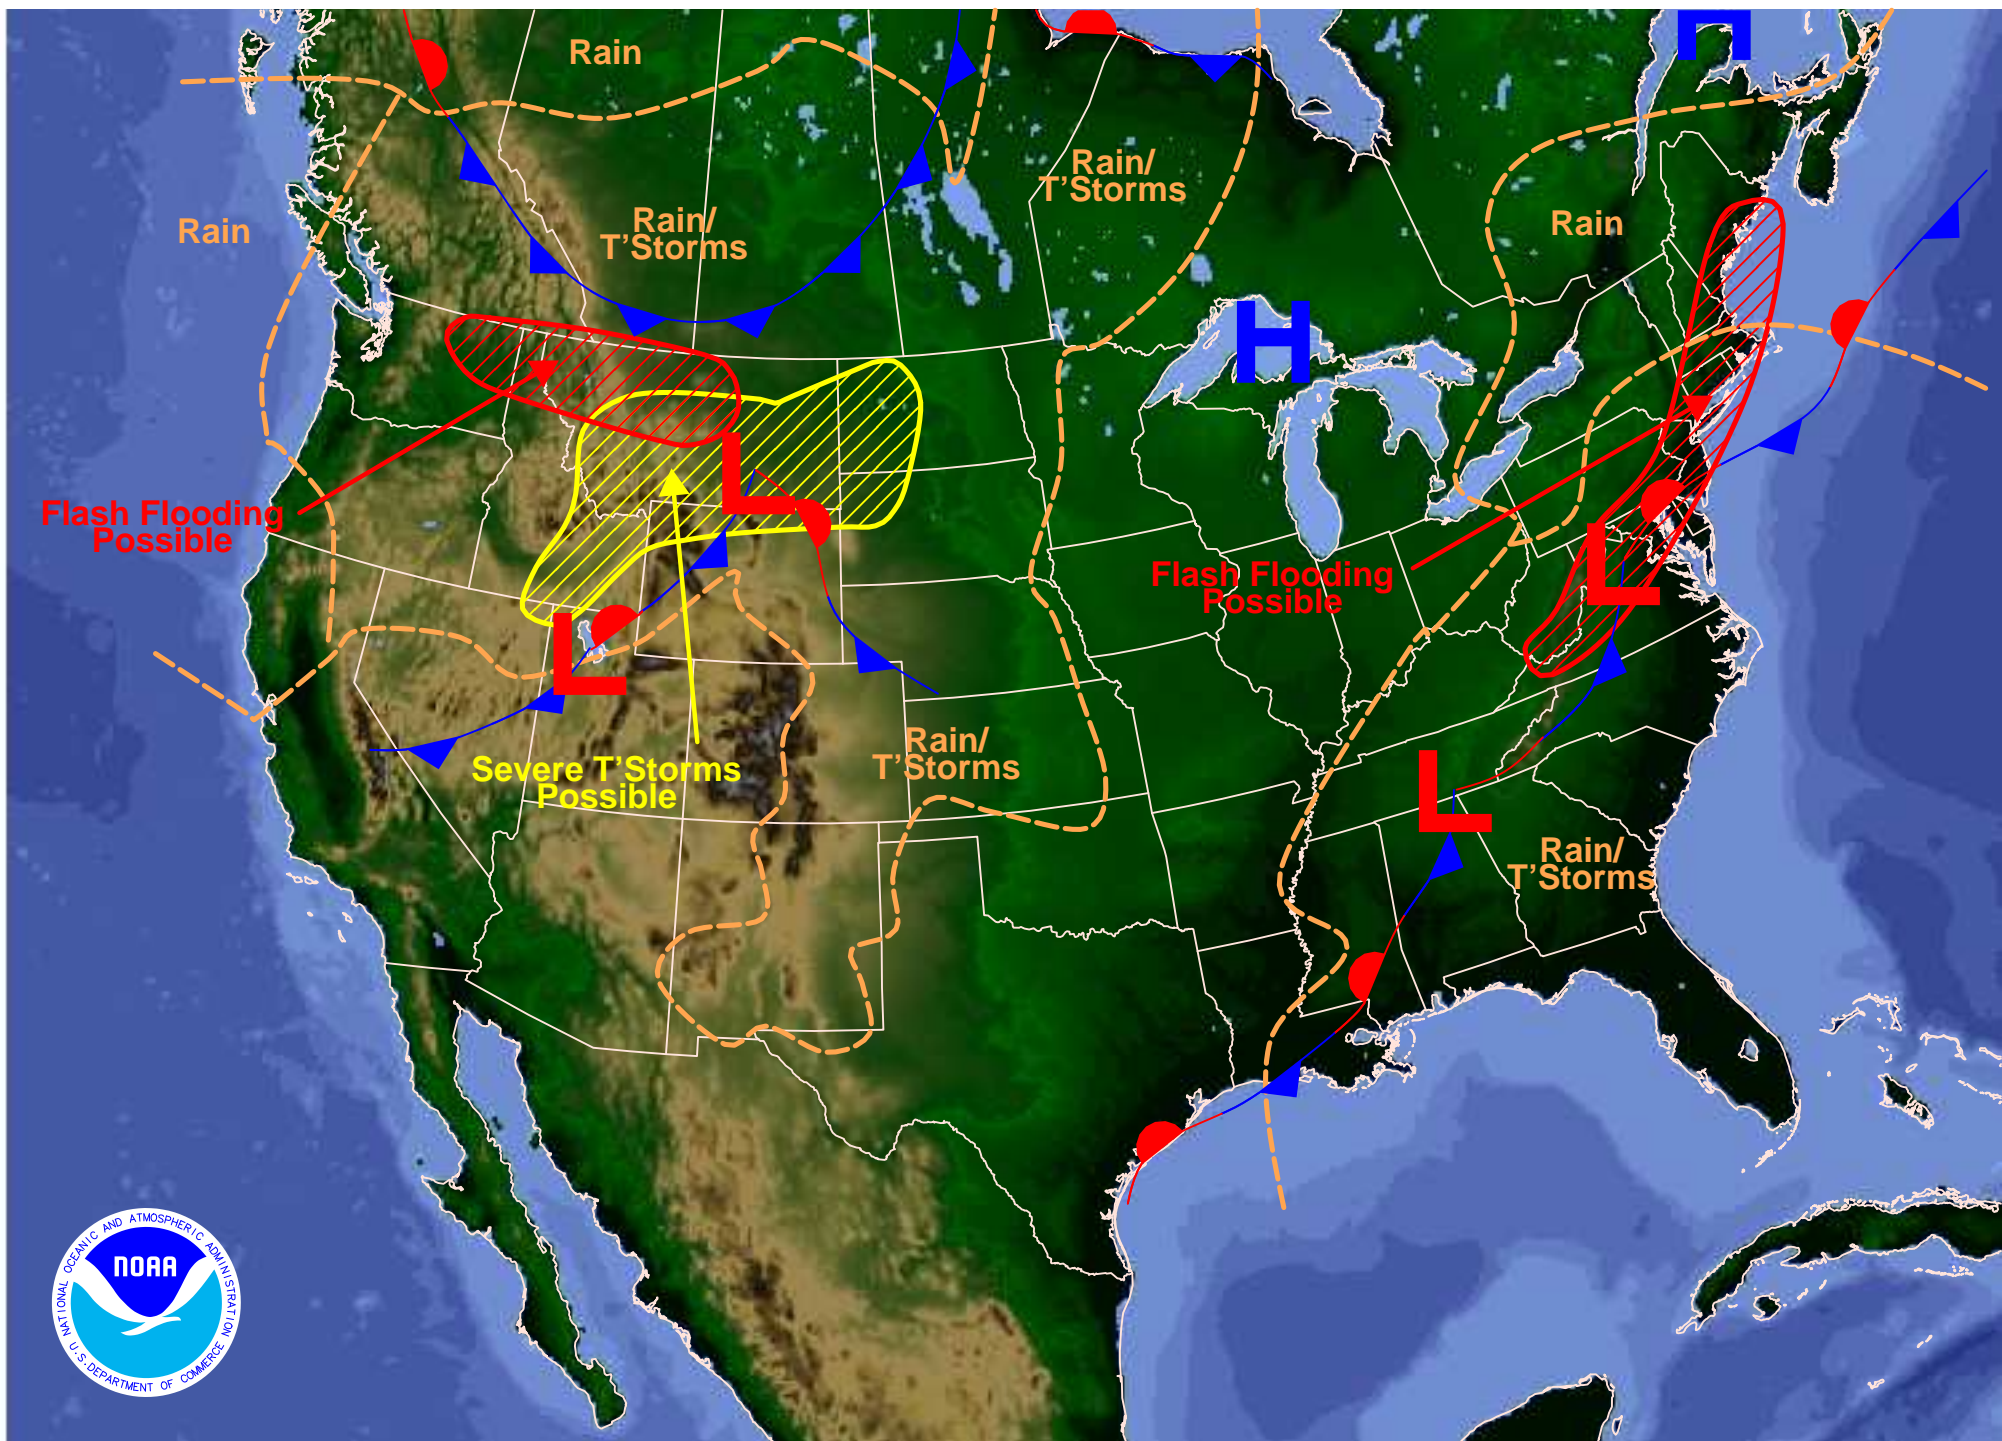 H
Rain
Rain/
T'Storms
Rain
Rain/
T'Storms
Rain
H
L
Flash Flooding
Possible
L
Flash Flooding
Possible
L
Severe T'Storms
Possible
Rain/
T'Storms
L
Rain/
T'Storms
NATIONAL OCEANIC AND ATMOSPHERIC ADMINISTRATION
NOAA
U.S. DEPARTMENT OF COMMERCE